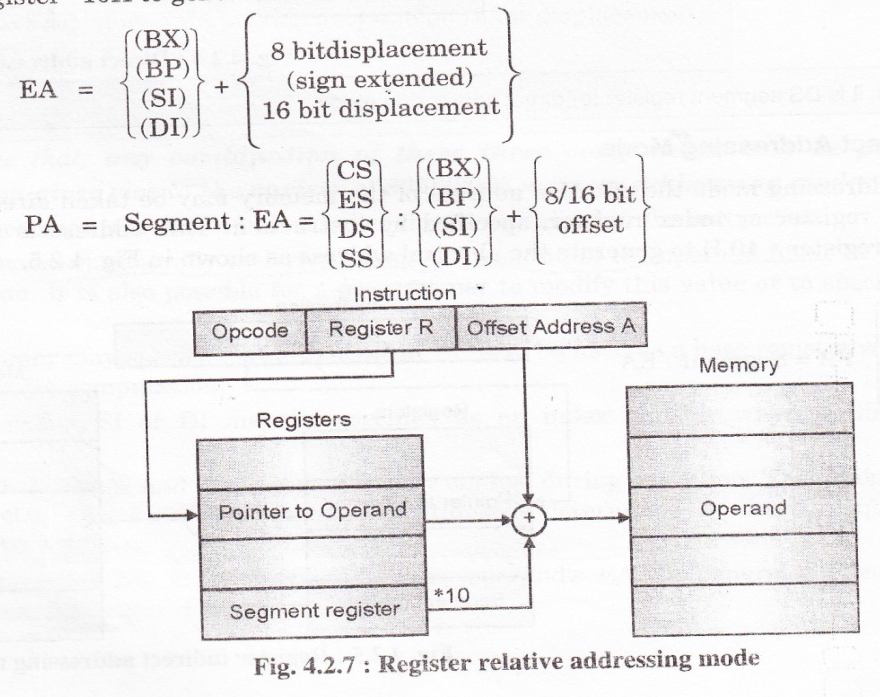 (BX)
(BP)
(SI)
(DI)
EA = +
8 bitdisplacement
(sign extended)
16 bit displacement
PA = Segment : EA =
CS
ES
DS
SS
:
(BX)
(BP)
(SI)
(DI)
+
8/16 bit
offset
Instruction
Opcode Register R Offset Address A
Memory
Registers
Pointer to Operand
+
Operand
*10
Segment register
Fig. 4.2.7 : Register relative addressing mode